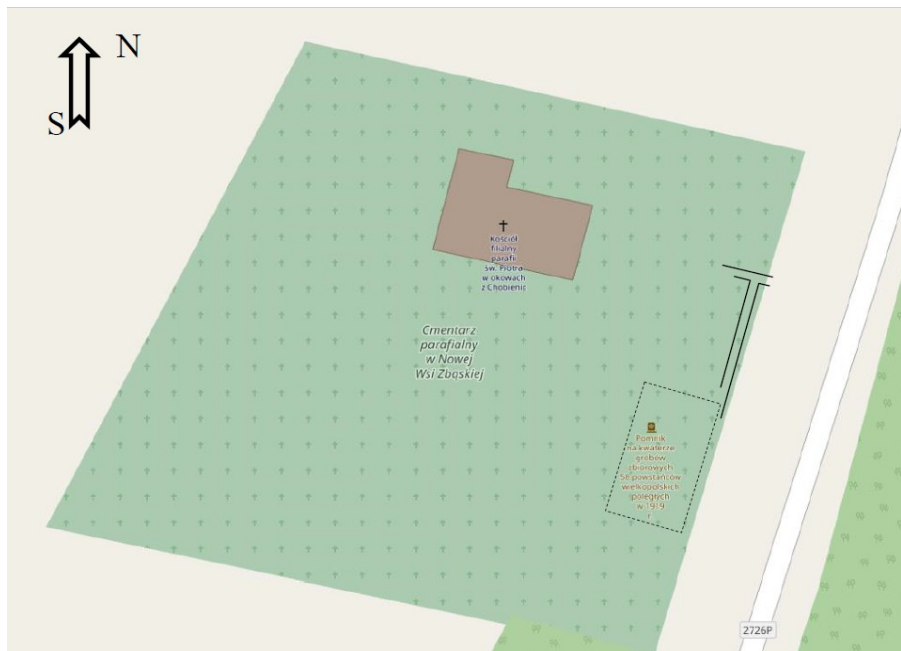 N
S
Kościół
filialny
parafii
św. Piotra
w okowach
z Chobienic
Cmentarz
parafialny
w Nowej
Wsi Zbąskiej
Pomnik
na kwaterze
grobów
zbiorowych
58 powstańców
wielkopolskich
poległych
w 1919
r.
2726P